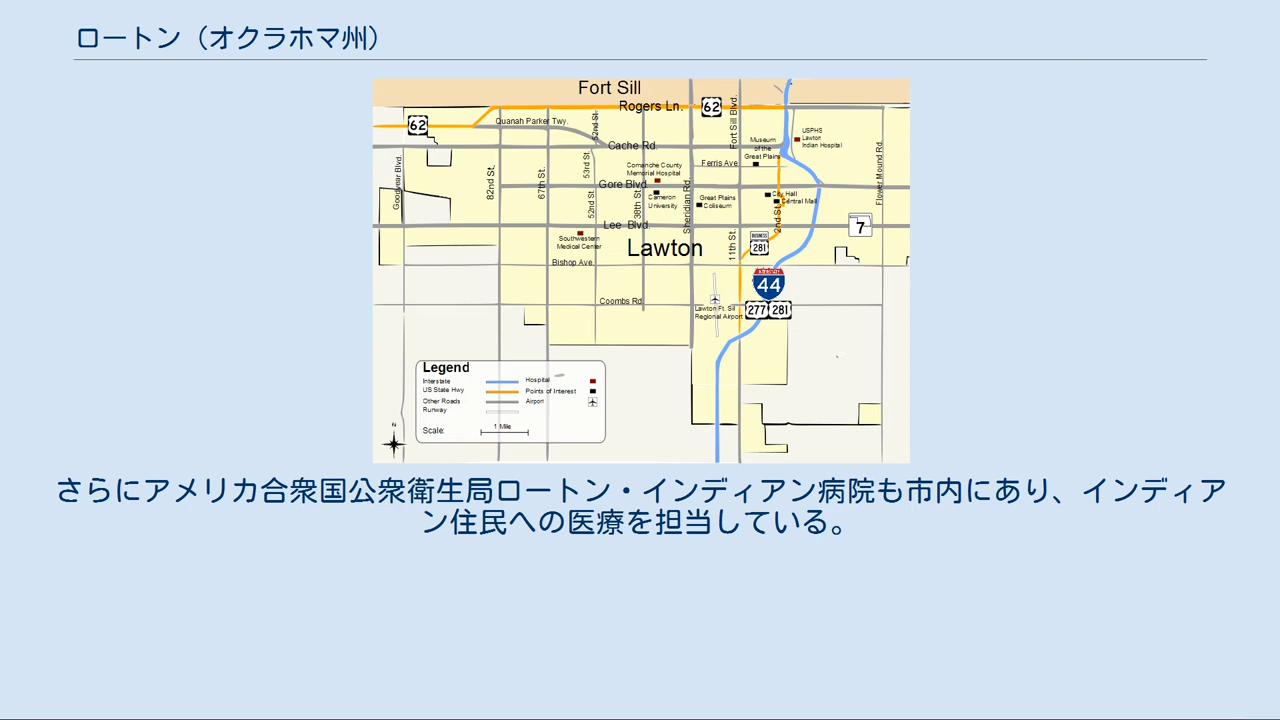 ロートン（オクラホマ州）
Fort Sill
Rogers Ln.
62
62
Quanah Parker Twy.
52nd St.
Fort Sill Blvd.
USPHS
Lawton
Indian Hospital
Museum
of the
Great Plains
Cache Rd.
Ferris Ave
Comanche County
Memorial Hospital
Goodyear Blvd.
82nd St.
67th St.
53rd St.
Flower Mound Rd.
Gore Blvd.
38th St.
Cameron
University
Sheridan Rd.
Great Plains
Coliseum
City Hall
Central Mall
52nd St.
2nd St.
Lee Blvd.
7
Southwestern
Medical Center
Lawton
11th St.
BUSINESS
281
Bishop Ave.
44
Coombs Rd.
Lawton Ft. Sill
Regional Airport
277
281
Legend
Interstate
Hospital
US State Hwy
Points of Interest
Other Roads
Airport
Runway
Scale:
1 Mile
N
さらにアメリカ合衆国公衆衛生局ロートン・インディアン病院も市内にあり、インディア
ン住民への医療を担当している。